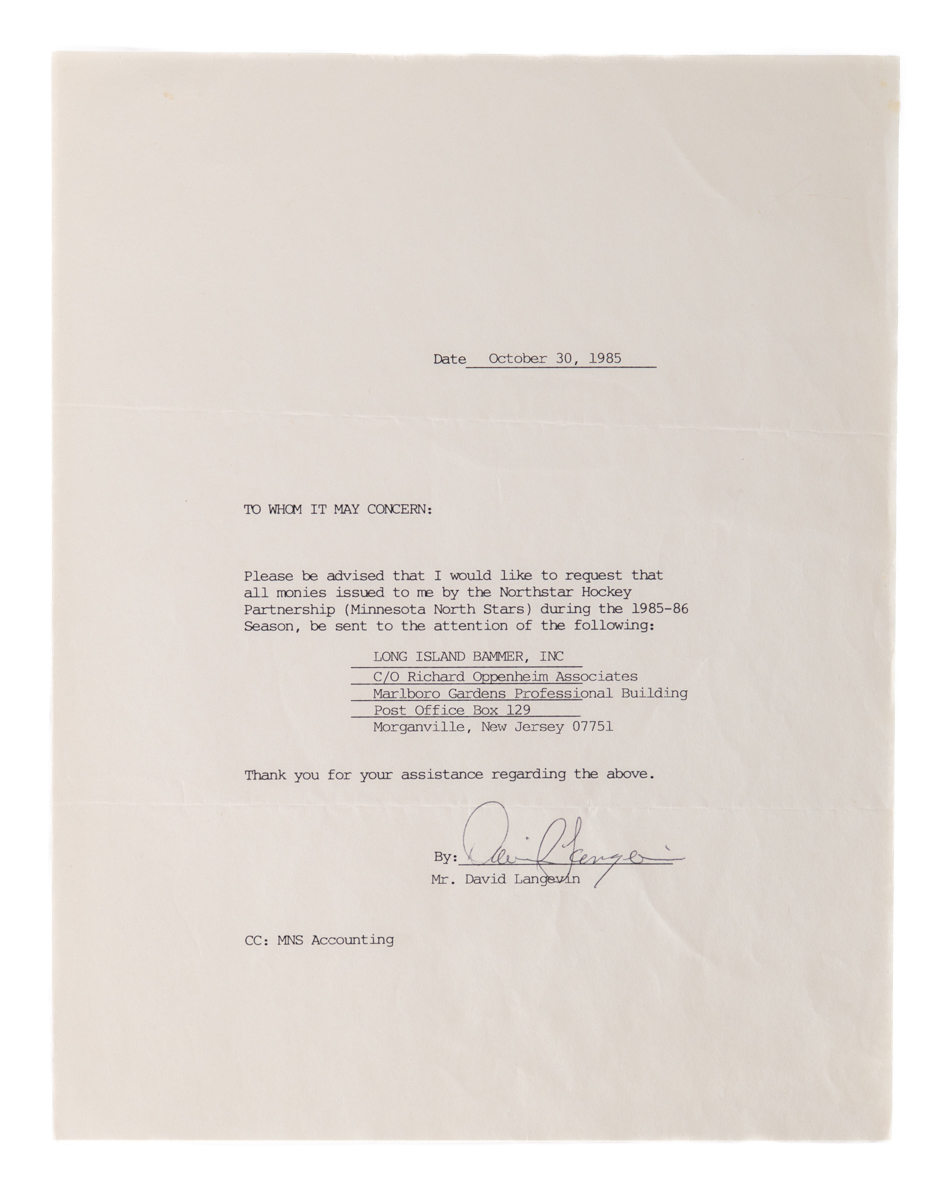 Date October 30, 1985
TO WHOM IT MAY CONCERN:
Please be advised that I would like to request that
all monies issued to me by the Northstar Hockey
Partnership (Minnesota North Stars) during the 1985-86
Season, be sent to the attention of the following:
LONG ISLAND BAMMER, INC
C/O Richard Oppenheim Associates
Marlboro Gardens Professional Building
Post Office Box 129
Morganville, New Jersey 07751
Thank you for your assistance regarding the above.
By: David Langevin
Mr. David Langevin
CC: MNS Accounting